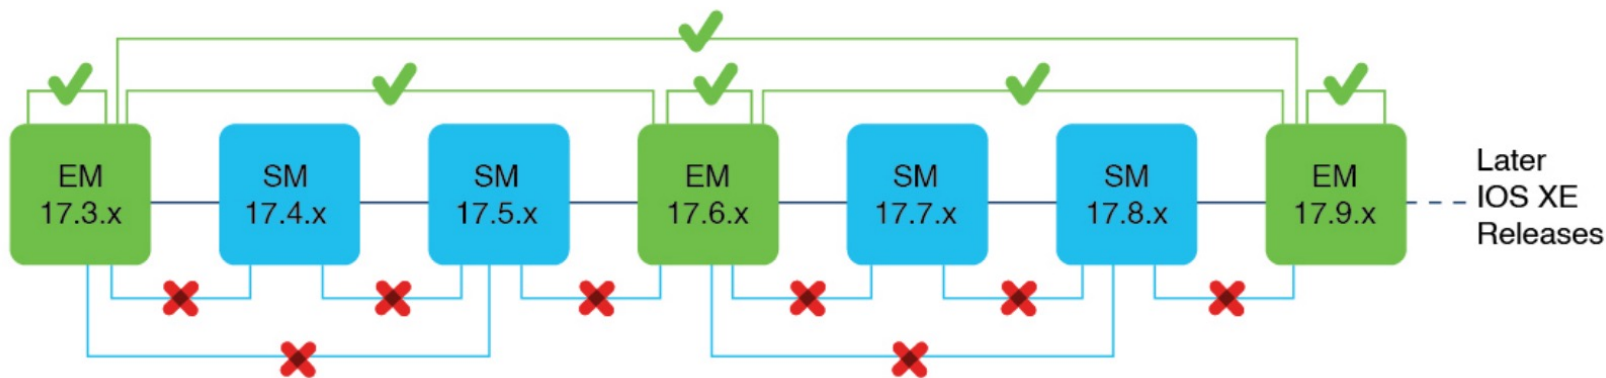 EM
17.3.x
SM
17.4.x
SM
17.5.x
EM
17.6.x
SM
17.7.x
SM
17.8.x
EM
17.9.x
Later
IOS XE
Releases